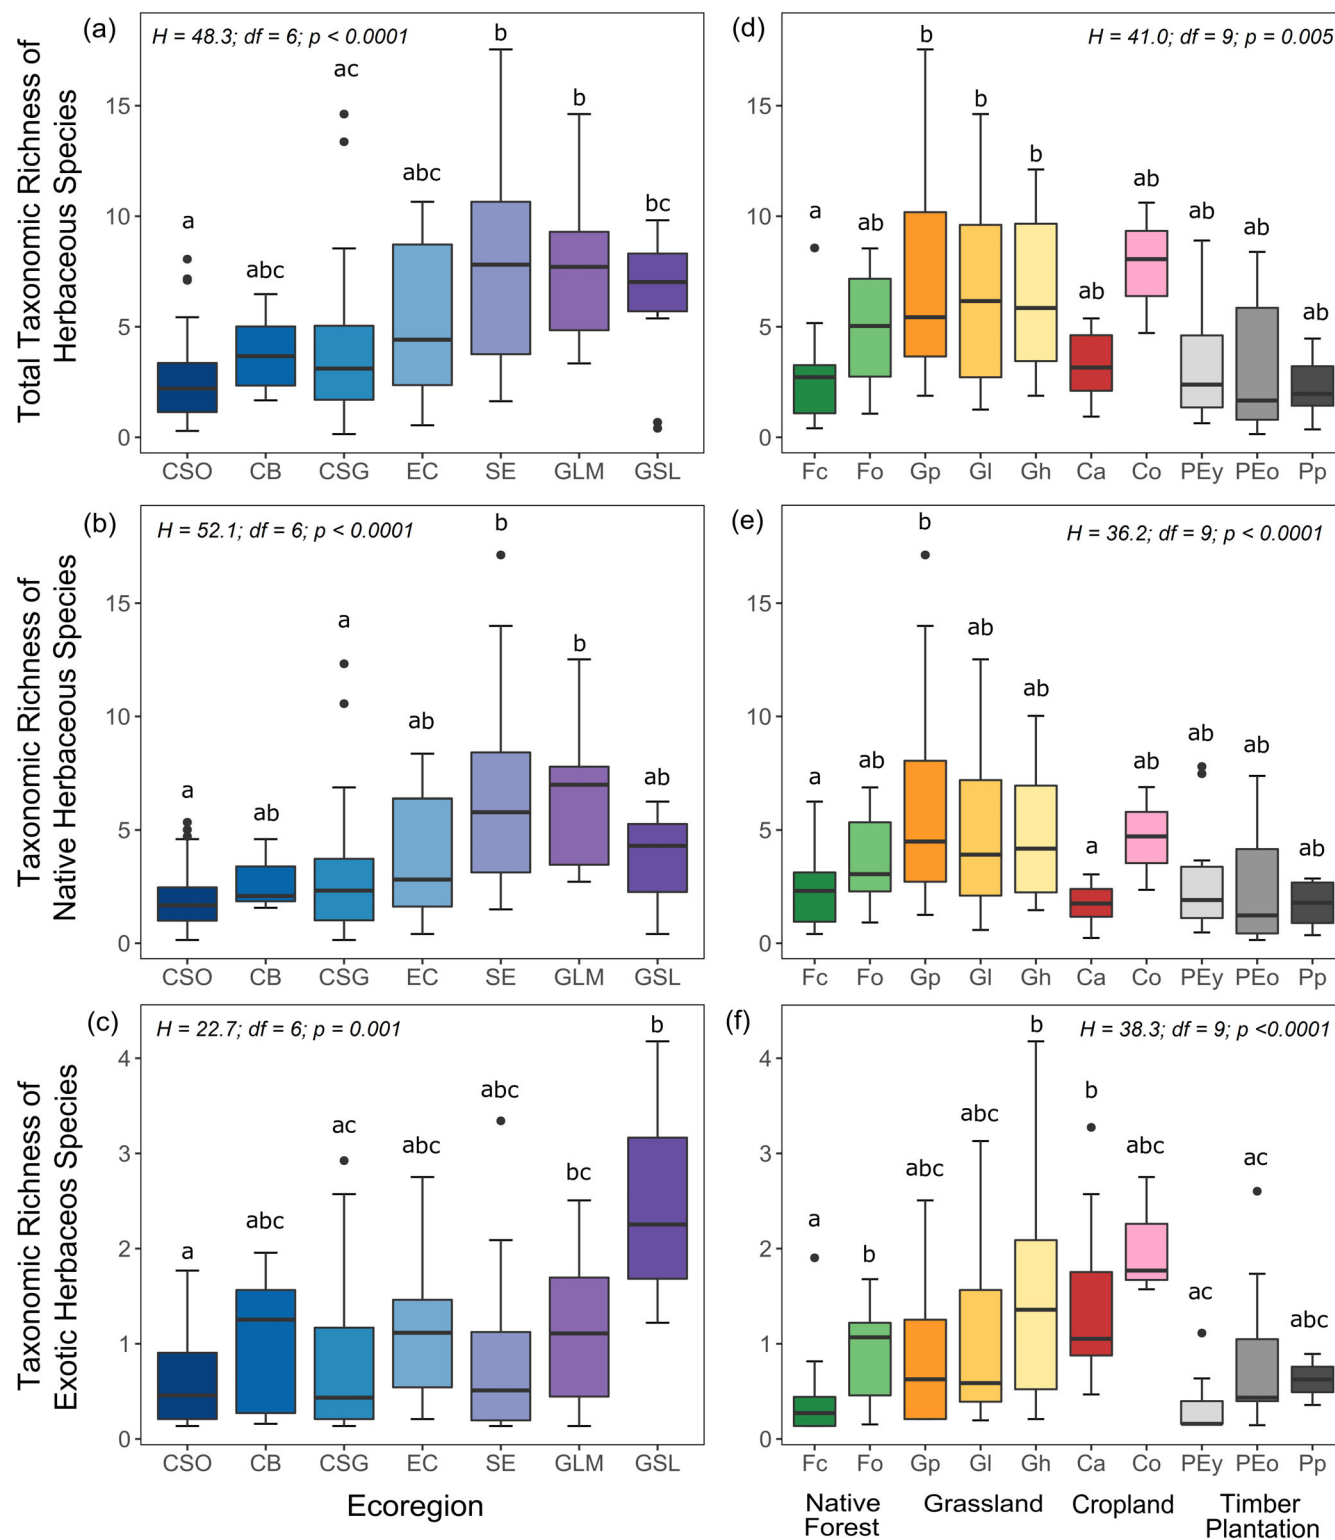 (a)
H = 48.3; df = 6; p < 0.0001
Total Taxonomic Richness of
Herbaceous Species
15
10
5
0
a
abc
ac
abc
b
b
bc
CSO CB CSG EC SE GLM GSL
(d)
H = 41.0; df = 9; p = 0.005
15
10
5
0
a
ab
b
b
b
ab
ab
ab
ab
ab
Fc Fo Gp Gl Gh Ca Co PEy PEo Pp
(b)
H = 52.1; df = 6; p < 0.0001
Taxonomic Richness of
Native Herbaceous Species
15
10
5
0
a
ab
a
ab
b
b
ab
CSO CB CSG EC SE GLM GSL
(e)
H = 36.2; df = 9; p < 0.0001
15
10
5
0
a
ab
b
ab
ab
a
ab
ab
ab
ab
Fc Fo Gp Gl Gh Ca Co PEy PEo Pp
(c)
H = 22.7; df = 6; p = 0.001
Taxonomic Richness of
Exotic Herbaceos Species
4
3
2
1
0
a
abc
ac
abc
abc
bc
b
CSO CB CSG EC SE GLM GSL
Ecoregion
(f)
H = 38.3; df = 9; p <0.0001
4
3
2
1
0
a
b
abc
abc
b
b
abc
ac
ac
abc
Fc Fo Gp Gl Gh Ca Co PEy PEo Pp
Native
Forest
Grassland
Cropland
Timber
Plantation